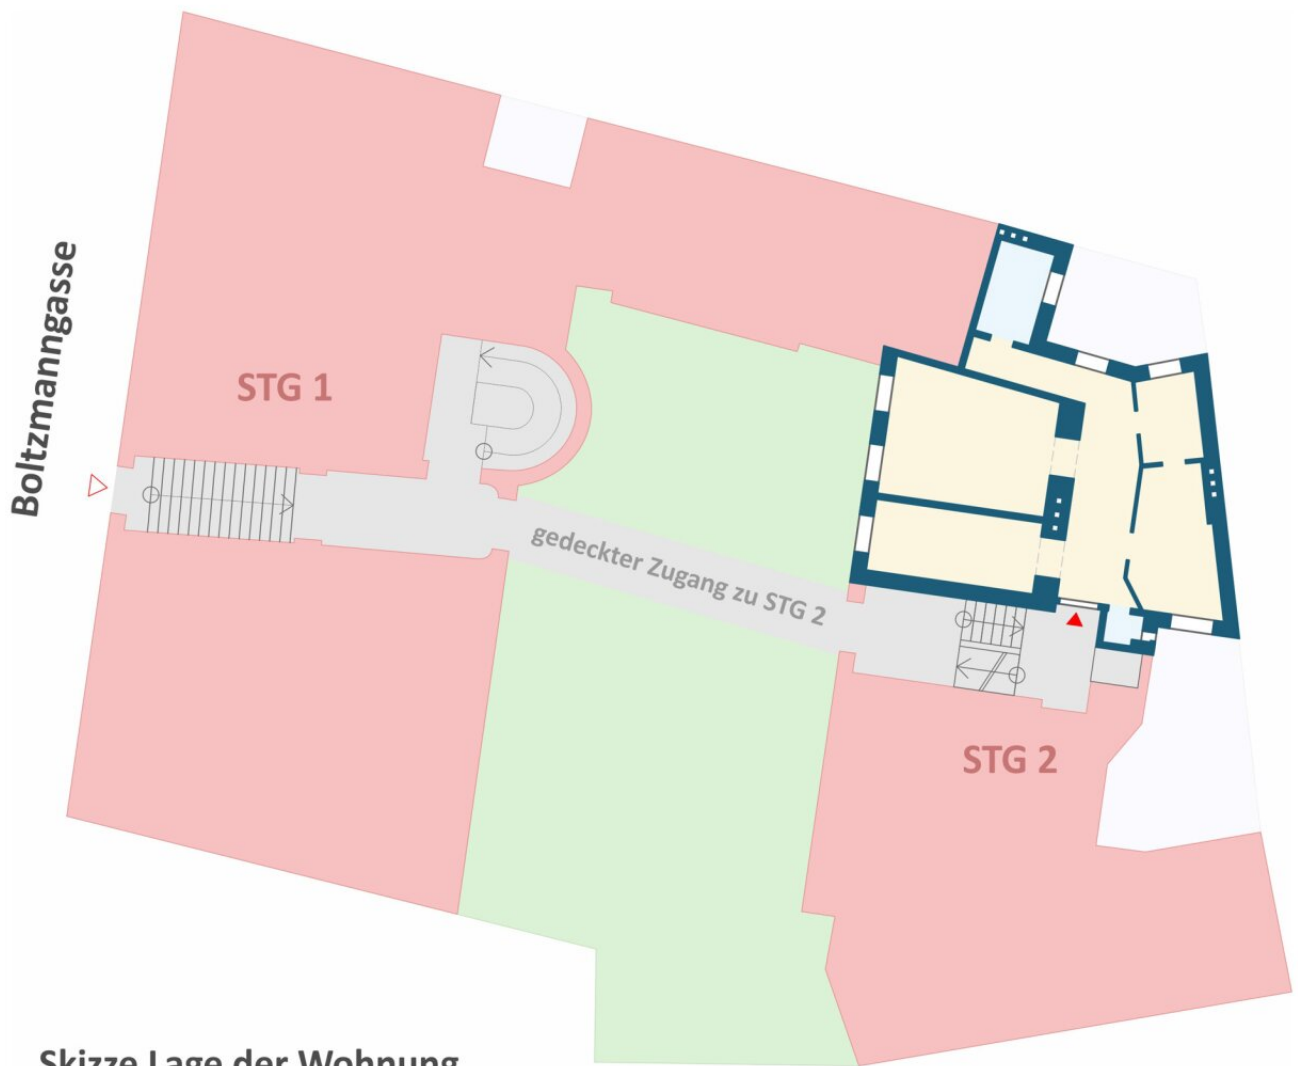 Boltzmanngasse
STG 1
gedeckter Zugang zu STG 2
STG 2
Skizze Lage der Wohnung